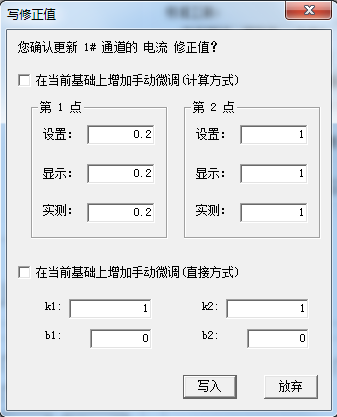 写修正值
您确认更新 1# 通道的 电流 修正值？
在当前基础上增加手动微调(计算方式)
第 1 点 第 2 点
设置： 0.2 设置： 1
显示： 0.2 显示： 1
实测： 0.2 实测： 1
在当前基础上增加手动微调(直接方式)
k1: 1 k2: 1
b1: 0 b2: 0
写入 放弃